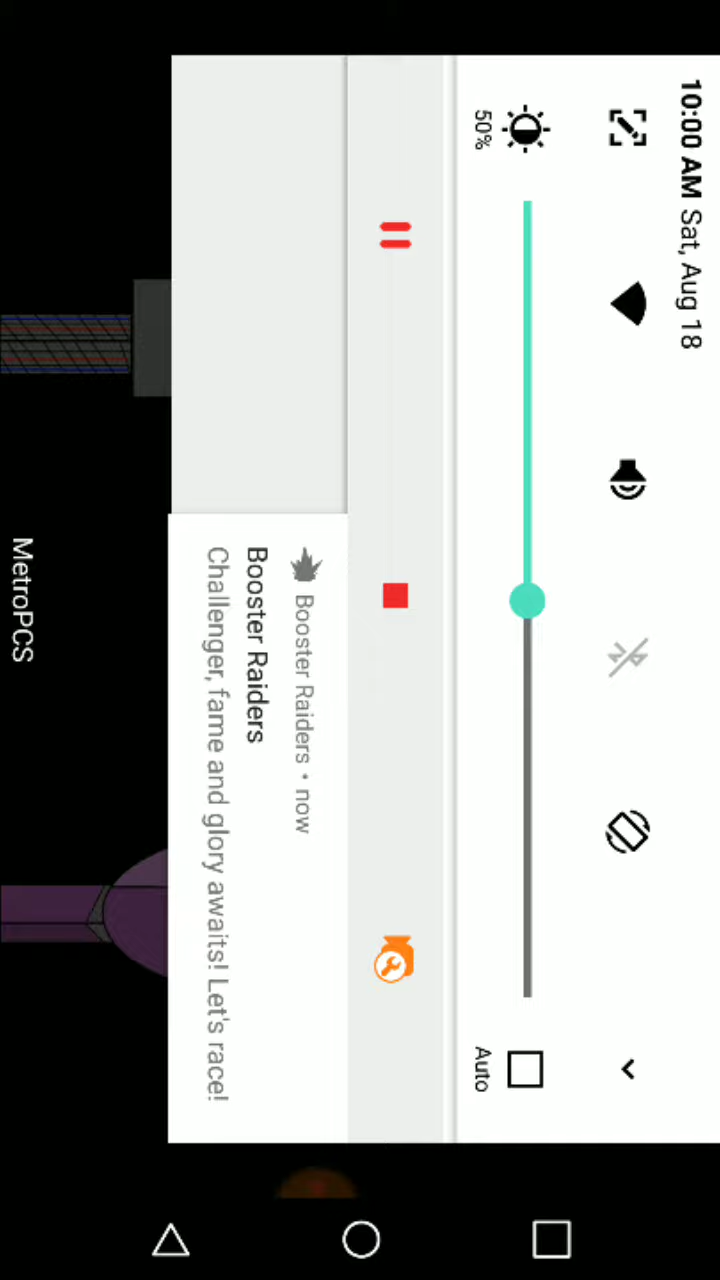 10:00 AM Sat, Aug 18
50%
Auto
Booster Raiders • now
Booster Raiders
Challenger, fame and glory awaits! Let's race!
MetroPCS